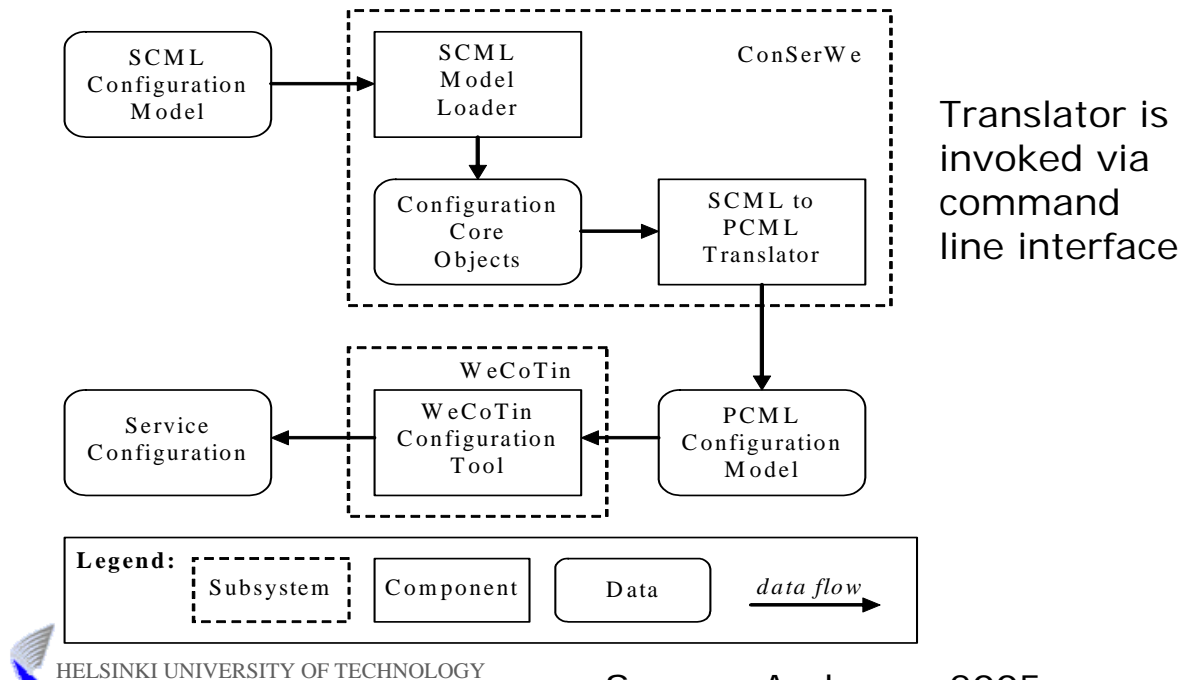 SCML
Configuration
Model
SCML
Model
Loader
ConSerWe
Configuration
Core
Objects
SCML to
PCML
Translator
Translator is
invoked via
command
line interface
Service
Configuration
WeCoTin
WeCoTin
Configuration
Tool
PCML
Configuration
Model
Legend:
Subsystem
Component
Data
data flow
HELSINKI UNIVERSITY OF TECHNOLOGY